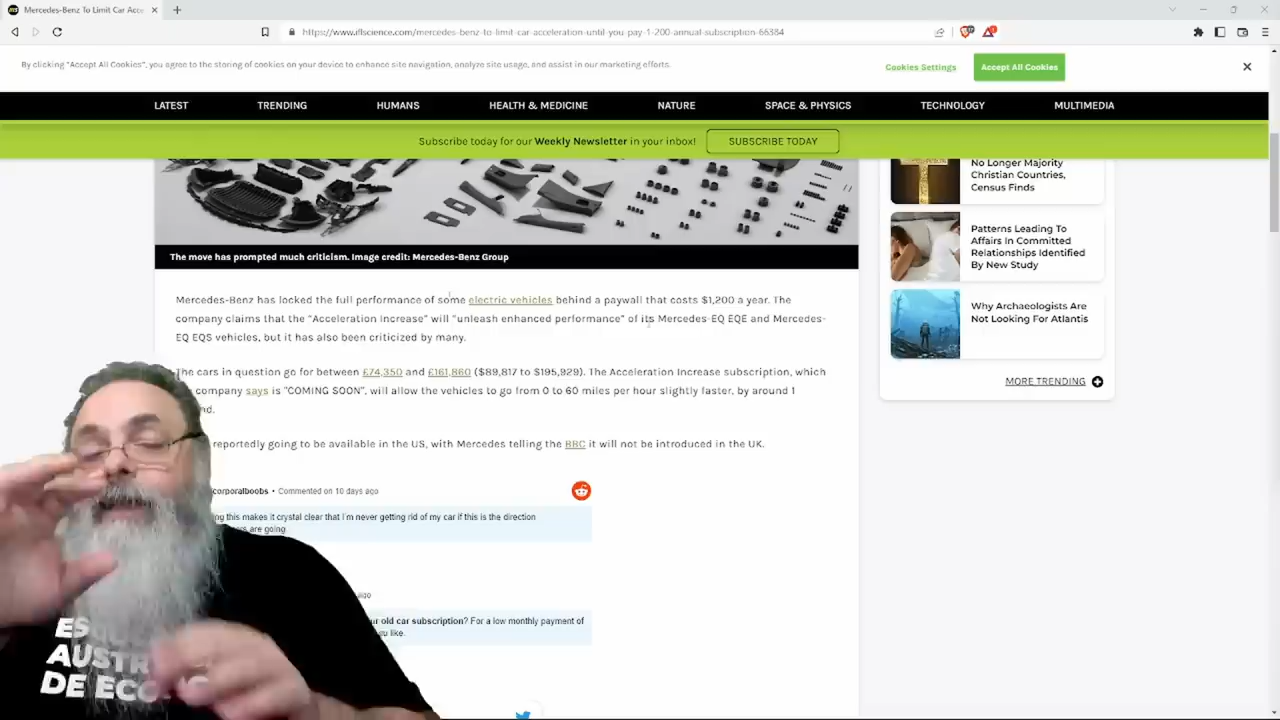 Mercedes-Benz To Limit Car Acce
https://www.iflscience.com/mercedes-benz-to-limit-car-acceleration-until-you-pay-1-200-annual-subscription-66384
By clicking "Accept All Cookies", you agree to the storing of cookies on your device to enhance site navigation, analyze site usage, and assist in our marketing efforts.
Cookies Settings
Accept All Cookies
LATEST TRENDING HUMANS HEALTH & MEDICINE NATURE SPACE & PHYSICS TECHNOLOGY MULTIMEDIA
Subscribe today for our Weekly Newsletter in your inbox!
SUBSCRIBE TODAY
The move has prompted much criticism. Image credit: Mercedes-Benz Group
Mercedes-Benz has locked the full performance of some electric vehicles behind a paywall that costs $1,200 a year. The
company claims that the "Acceleration Increase" will "unleash enhanced performance" of its Mercedes-EQ EQE and Mercedes-
EQ EQS vehicles, but it has also been criticized by many.
The cars in question go for between £74,350 and £161,860 ($89,817 to $195,929). The Acceleration Increase subscription, which
company says is "COMING SOON", will allow the vehicles to go from 0 to 60 miles per hour slightly faster, by around 1
reportedly going to be available in the US, with Mercedes telling the BBC it will not be introduced in the UK.
corporalboobs • Commented on 10 days ago
this makes it crystal clear that I'm never getting rid of my car if this is the direction
are going
ago
old car subscription? For a low monthly payment of
like.
No Longer Majority
Christian Countries,
Census Finds
Patterns Leading To
Affairs In Committed
Relationships Identified
By New Study
Why Archaeologists Are
Not Looking For Atlantis
MORE TRENDING
DE